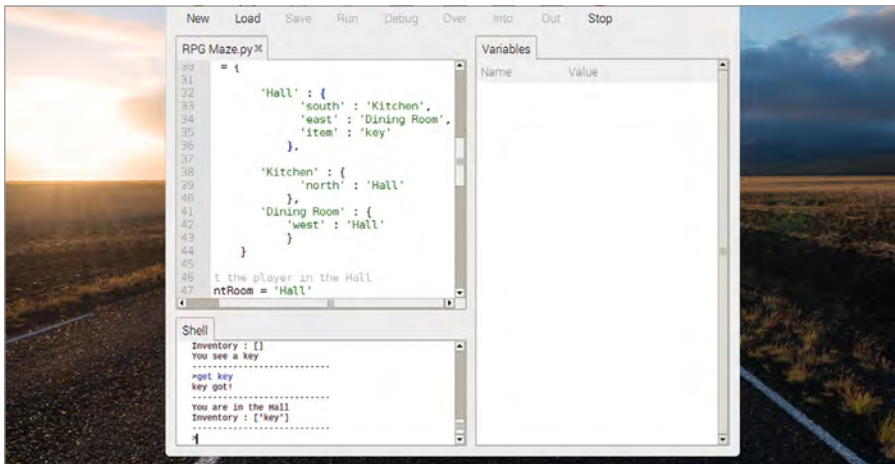 New Load Save Run Debug Over Into Out Stop
RPG Maze.py
30 = {
31
32 'Hall' : {
33 'south' : 'Kitchen',
34 'east' : 'Dining Room',
35 'item' : 'key'
36 },
37
38 'Kitchen' : {
39 'north' : 'Hall'
40 },
41 'Dining Room' : {
42 'west' : 'Hall'
43 }
44 }
45
46 t the player in the Hall
47 ntRoom = 'Hall'
Shell
Inventory : []
You see a key
---------------------------
>get key
key got!
---------------------------
You are in the Hall
Inventory : ['key']
---------------------------
>
Variables
Name Value